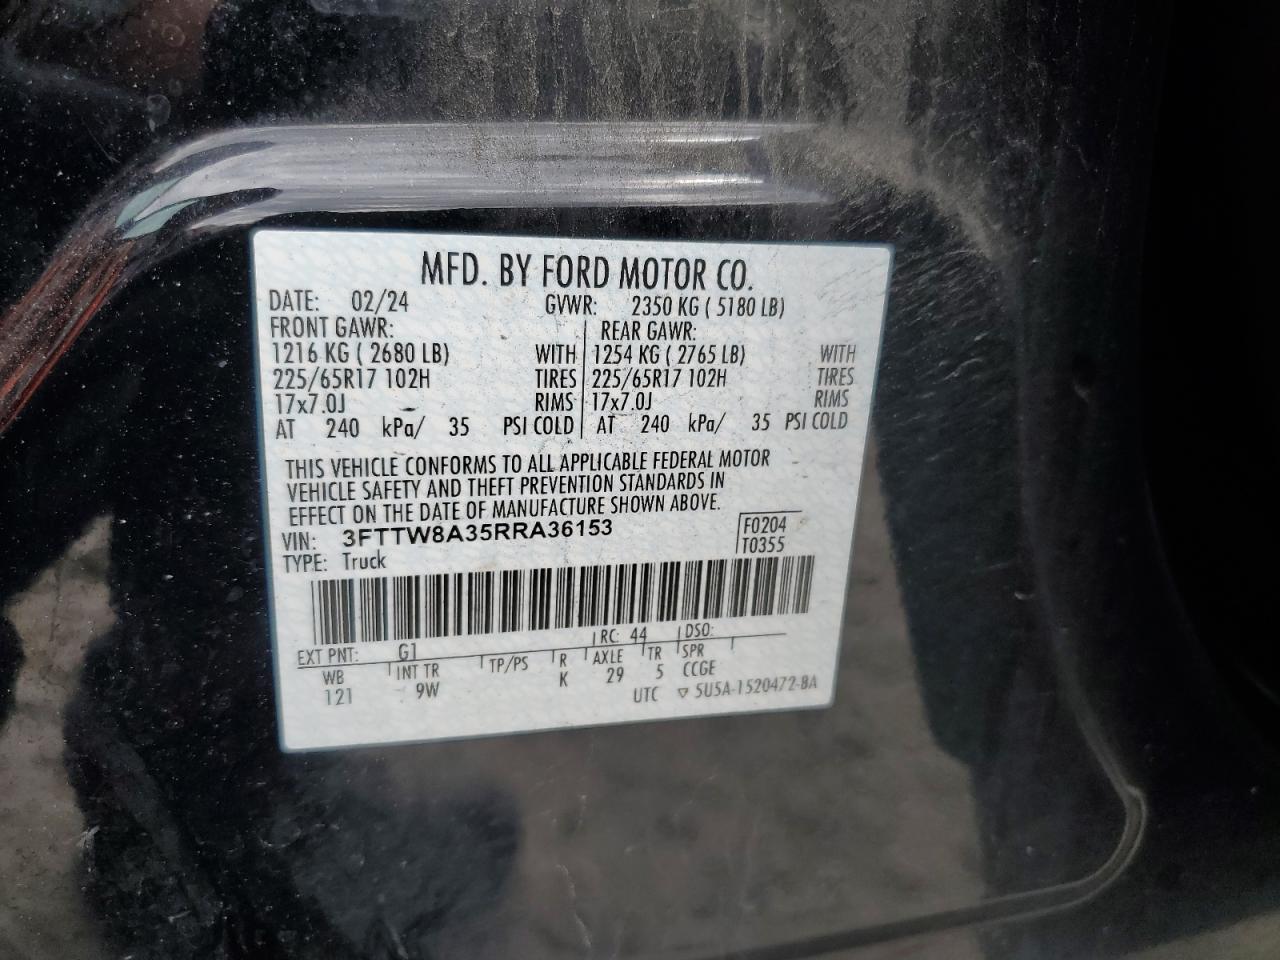 MFD. BY FORD MOTOR CO.
DATE: 02/24 GVWR: 2350 KG ( 5180 LB)
FRONT GAWR: REAR GAWR:
1216 KG ( 2680 LB) WITH 1254 KG ( 2765 LB) WITH
225/65R17 102H TIRES 225/65R17 102H TIRES
17x7.0J RIMS 17x7.0J RIMS
AT 240 kPa/ 35 PSI COLD AT 240 kPa/ 35 PSI COLD
THIS VEHICLE CONFORMS TO ALL APPLICABLE FEDERAL MOTOR
VEHICLE SAFETY AND THEFT PREVENTION STANDARDS IN
EFFECT ON THE DATE OF MANUFACTURE SHOWN ABOVE.
VIN: 3FTTW8A35RRA36153 F0204
TYPE: Truck T0355
EXT PNT: G1 RC: 44 DSO:
WB INT TR TP/PS R AXLE TR SPR
121 9W K 29 5 CCGE
UTC ▽ 5U5A-1520472-BA